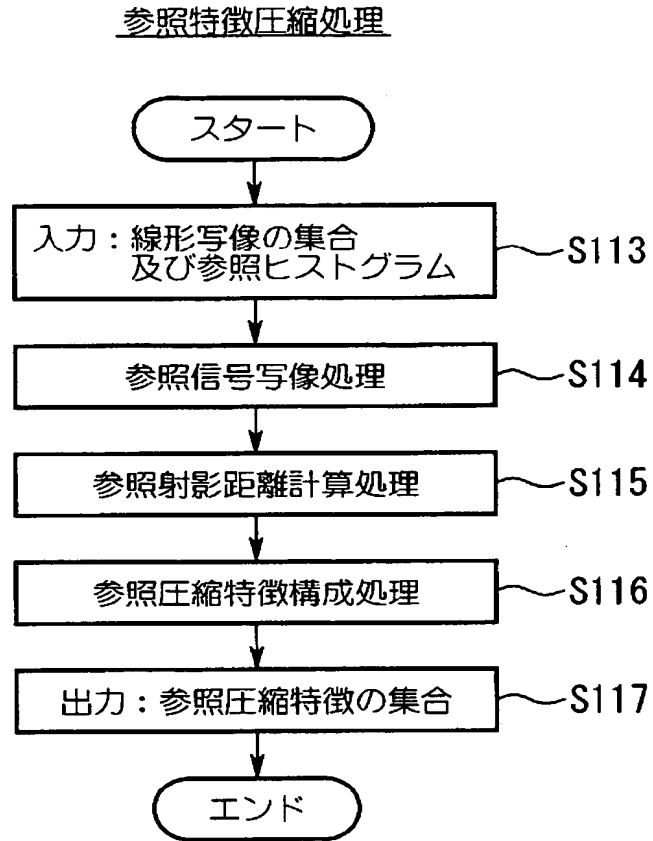 参照特徴圧縮処理
スタート
入力：線形写像の集合
及び参照ヒストグラム
S113
参照信号写像処理
S114
参照射影距離計算処理
S115
参照圧縮特徴構成処理
S116
出力：参照圧縮特徴の集合
S117
エンド